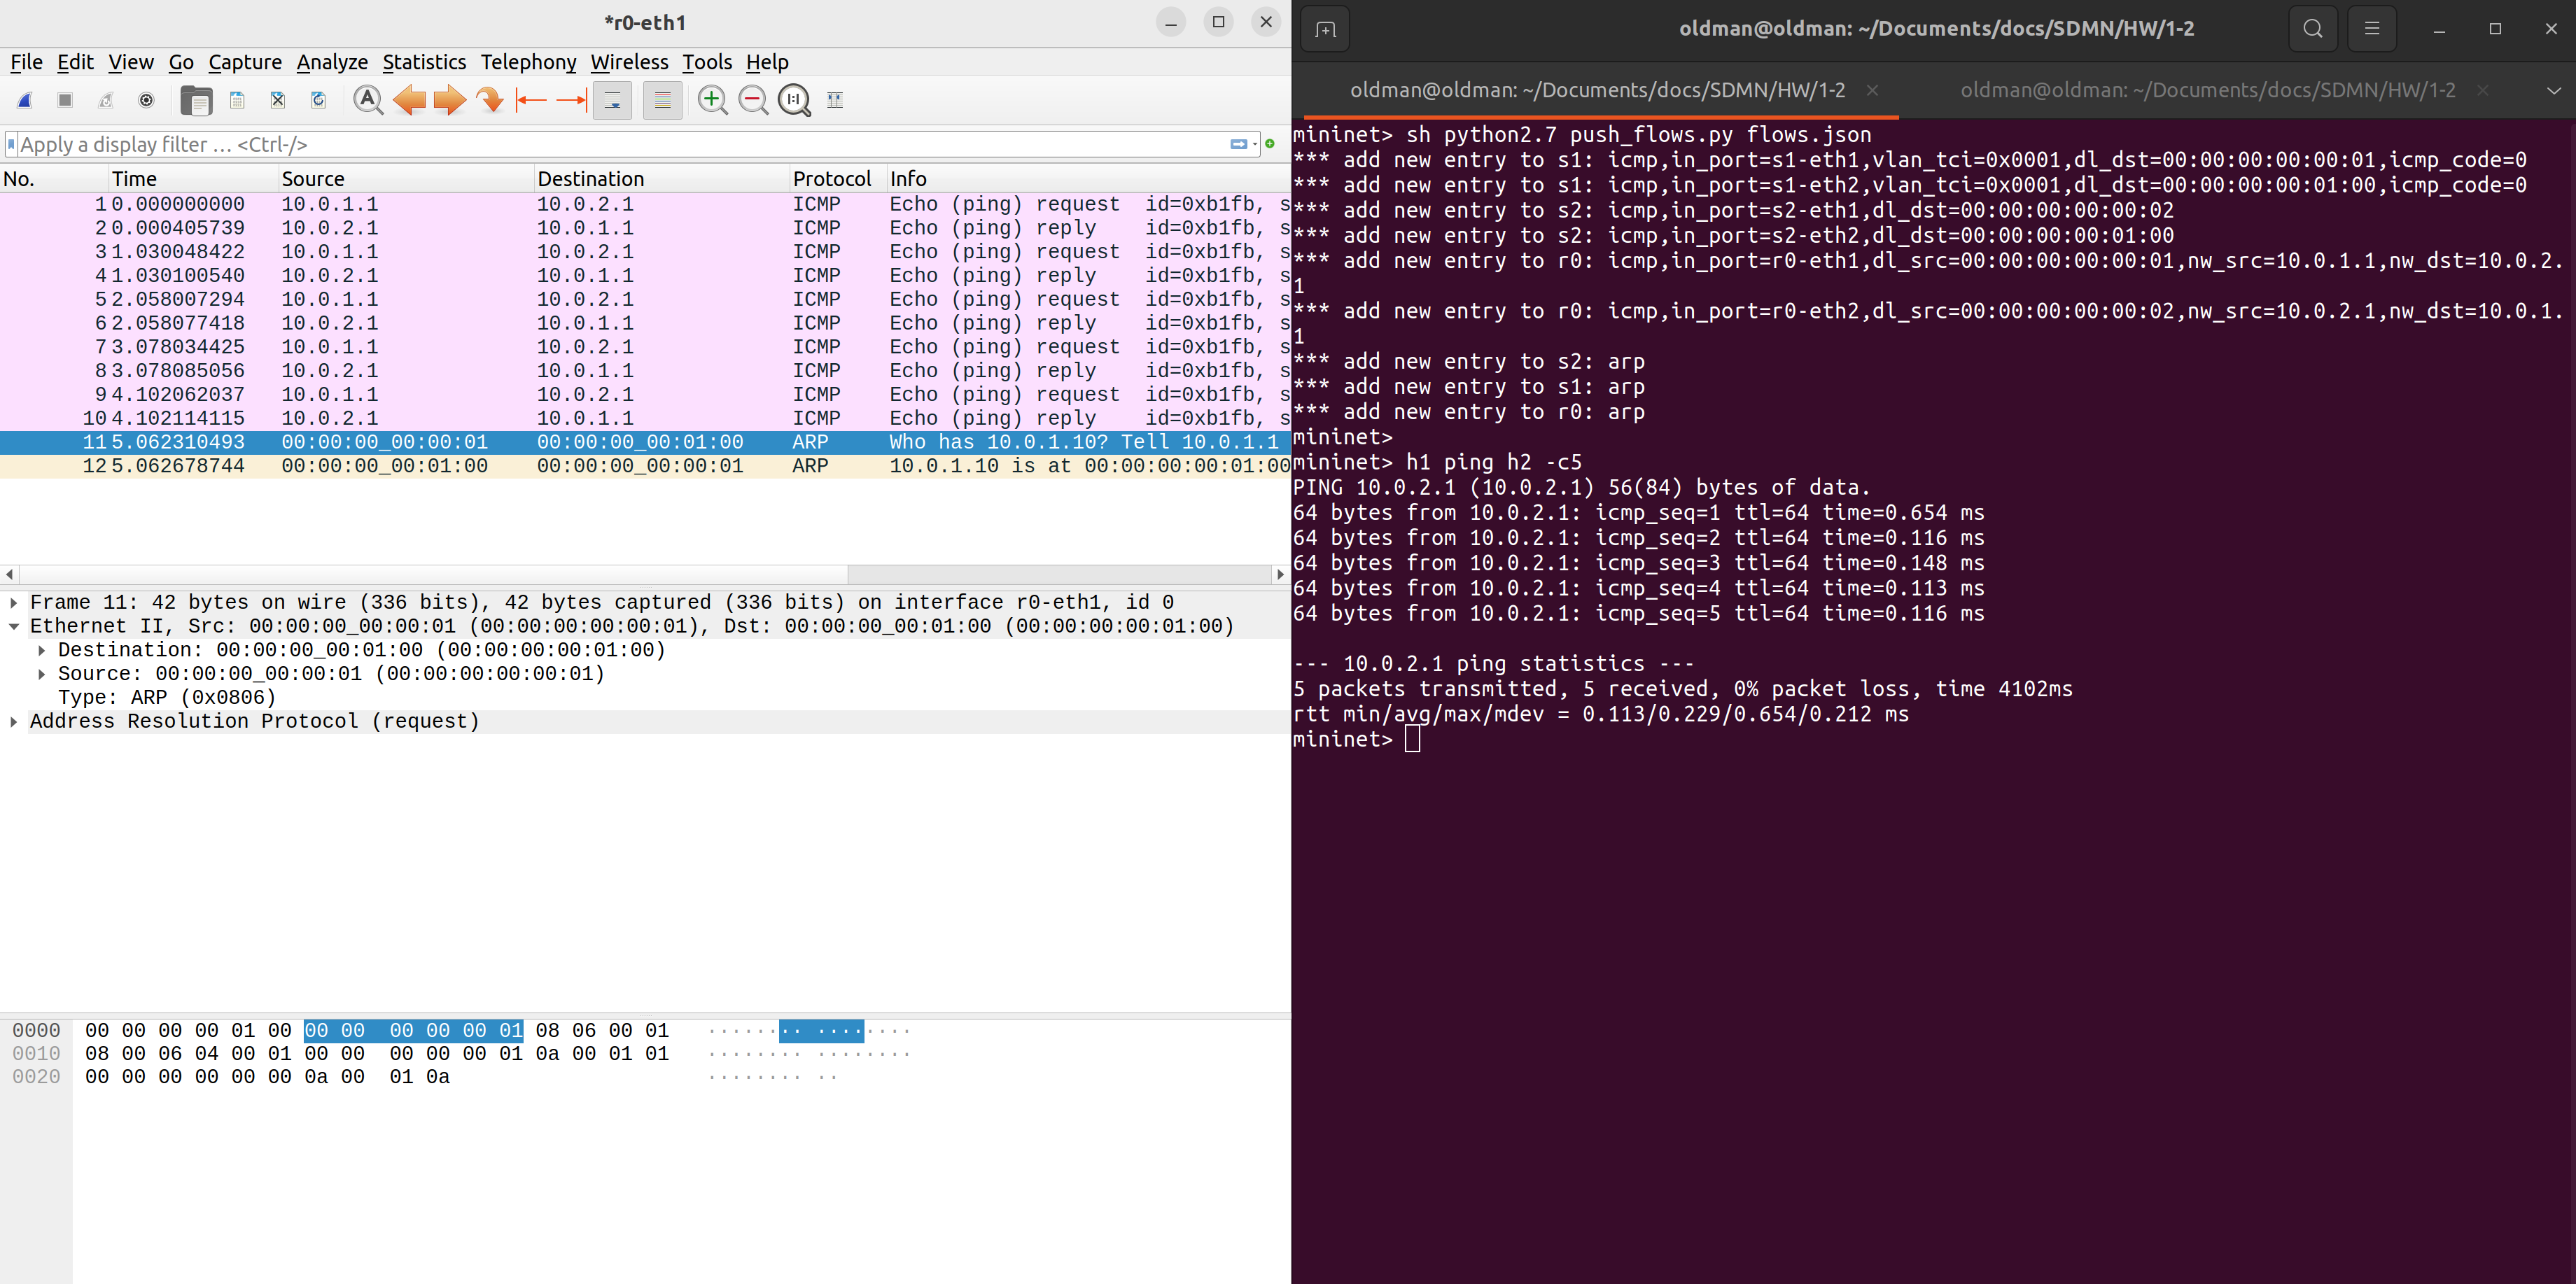 *r0-eth1
File Edit View Go Capture Analyze Statistics Telephony Wireless Tools Help
Apply a display filter … <Ctrl-/>
No. Time Source Destination Protocol Info
1 0.000000000 10.0.1.1 10.0.2.1 ICMP Echo (ping) request id=0xb1fb, s
2 0.000405739 10.0.2.1 10.0.1.1 ICMP Echo (ping) reply id=0xb1fb, s
3 1.030048422 10.0.1.1 10.0.2.1 ICMP Echo (ping) request id=0xb1fb, s
4 1.030100540 10.0.2.1 10.0.1.1 ICMP Echo (ping) reply id=0xb1fb, s
5 2.058007294 10.0.1.1 10.0.2.1 ICMP Echo (ping) request id=0xb1fb, s
6 2.058077418 10.0.2.1 10.0.1.1 ICMP Echo (ping) reply id=0xb1fb, s
7 3.078034425 10.0.1.1 10.0.2.1 ICMP Echo (ping) request id=0xb1fb, s
8 3.078085056 10.0.2.1 10.0.1.1 ICMP Echo (ping) reply id=0xb1fb, s
9 4.102062037 10.0.1.1 10.0.2.1 ICMP Echo (ping) request id=0xb1fb, s
10 4.102114115 10.0.2.1 10.0.1.1 ICMP Echo (ping) reply id=0xb1fb, s
11 5.062310493 00:00:00_00:00:01 00:00:00_00:01:00 ARP Who has 10.0.1.10? Tell 10.0.1.1
12 5.062678744 00:00:00_00:01:00 00:00:00_00:00:01 ARP 10.0.1.10 is at 00:00:00:00:01:00
Frame 11: 42 bytes on wire (336 bits), 42 bytes captured (336 bits) on interface r0-eth1, id 0
Ethernet II, Src: 00:00:00_00:00:01 (00:00:00:00:00:01), Dst: 00:00:00_00:01:00 (00:00:00:00:01:00)
Destination: 00:00:00_00:01:00 (00:00:00:00:01:00)
Source: 00:00:00_00:00:01 (00:00:00:00:00:01)
Type: ARP (0x0806)
Address Resolution Protocol (request)
0000 00 00 00 00 01 00 00 00 00 00 00 01 08 06 00 01 ········ ········
0010 08 00 06 04 00 01 00 00 00 00 00 01 0a 00 01 01 ········ ········
0020 00 00 00 00 00 00 0a 00 01 0a ········ ··
oldman@oldman: ~/Documents/docs/SDMN/HW/1-2
oldman@oldman: ~/Documents/docs/SDMN/HW/1-2 oldman@oldman: ~/Documents/docs/SDMN/HW/1-2
mininet> sh python2.7 push_flows.py flows.json
*** add new entry to s1: icmp,in_port=s1-eth1,vlan_tci=0x0001,dl_dst=00:00:00:00:00:01,icmp_code=0
*** add new entry to s1: icmp,in_port=s1-eth2,vlan_tci=0x0001,dl_dst=00:00:00:00:01:00,icmp_code=0
*** add new entry to s2: icmp,in_port=s2-eth1,dl_dst=00:00:00:00:00:02
*** add new entry to s2: icmp,in_port=s2-eth2,dl_dst=00:00:00:00:01:00
*** add new entry to r0: icmp,in_port=r0-eth1,dl_src=00:00:00:00:00:01,nw_src=10.0.1.1,nw_dst=10.0.2.
1
*** add new entry to r0: icmp,in_port=r0-eth2,dl_src=00:00:00:00:00:02,nw_src=10.0.2.1,nw_dst=10.0.1.
1
*** add new entry to s2: arp
*** add new entry to s1: arp
*** add new entry to r0: arp
mininet>
mininet> h1 ping h2 -c5
PING 10.0.2.1 (10.0.2.1) 56(84) bytes of data.
64 bytes from 10.0.2.1: icmp_seq=1 ttl=64 time=0.654 ms
64 bytes from 10.0.2.1: icmp_seq=2 ttl=64 time=0.116 ms
64 bytes from 10.0.2.1: icmp_seq=3 ttl=64 time=0.148 ms
64 bytes from 10.0.2.1: icmp_seq=4 ttl=64 time=0.113 ms
64 bytes from 10.0.2.1: icmp_seq=5 ttl=64 time=0.116 ms
--- 10.0.2.1 ping statistics ---
5 packets transmitted, 5 received, 0% packet loss, time 4102ms
rtt min/avg/max/mdev = 0.113/0.229/0.654/0.212 ms
mininet>